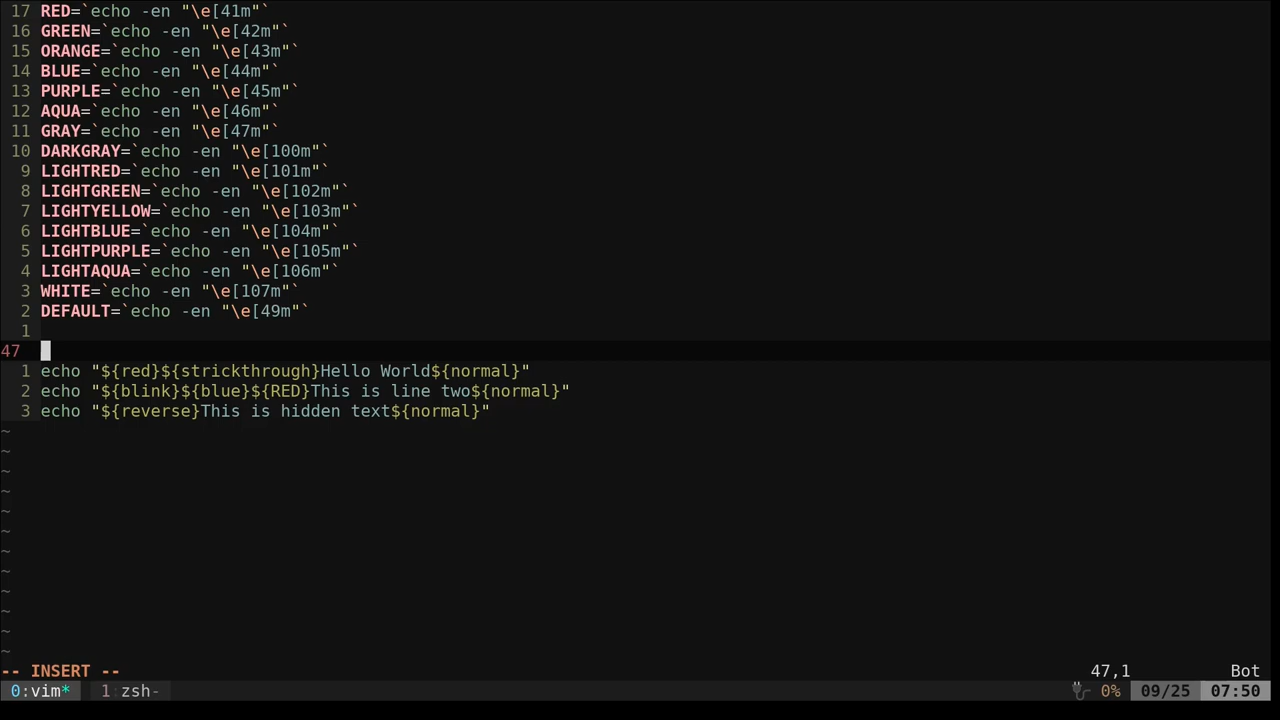 17 RED=`echo -en "\e[41m"`
16 GREEN=`echo -en "\e[42m"`
15 ORANGE=`echo -en "\e[43m"`
14 BLUE=`echo -en "\e[44m"`
13 PURPLE=`echo -en "\e[45m"`
12 AQUA=`echo -en "\e[46m"`
11 GRAY=`echo -en "\e[47m"`
10 DARKGRAY=`echo -en "\e[100m"`
9 LIGHTRED=`echo -en "\e[101m"`
8 LIGHTGREEN=`echo -en "\e[102m"`
7 LIGHTYELLOW=`echo -en "\e[103m"`
6 LIGHTBLUE=`echo -en "\e[104m"`
5 LIGHTPURPLE=`echo -en "\e[105m"`
4 LIGHTAQUA=`echo -en "\e[106m"`
3 WHITE=`echo -en "\e[107m"`
2 DEFAULT=`echo -en "\e[49m"`
1
47
1 echo "${red}${strickthrough}Hello World${normal}"
2 echo "${blink}${blue}${RED}This is line two${normal}"
3 echo "${reverse}This is hidden text${normal}"
~
~
~
~
~
~
~
~
~
~
~
~
-- INSERT -- 47,1 Bot
0:vim* 1:zsh- 0% 09/25 07:50